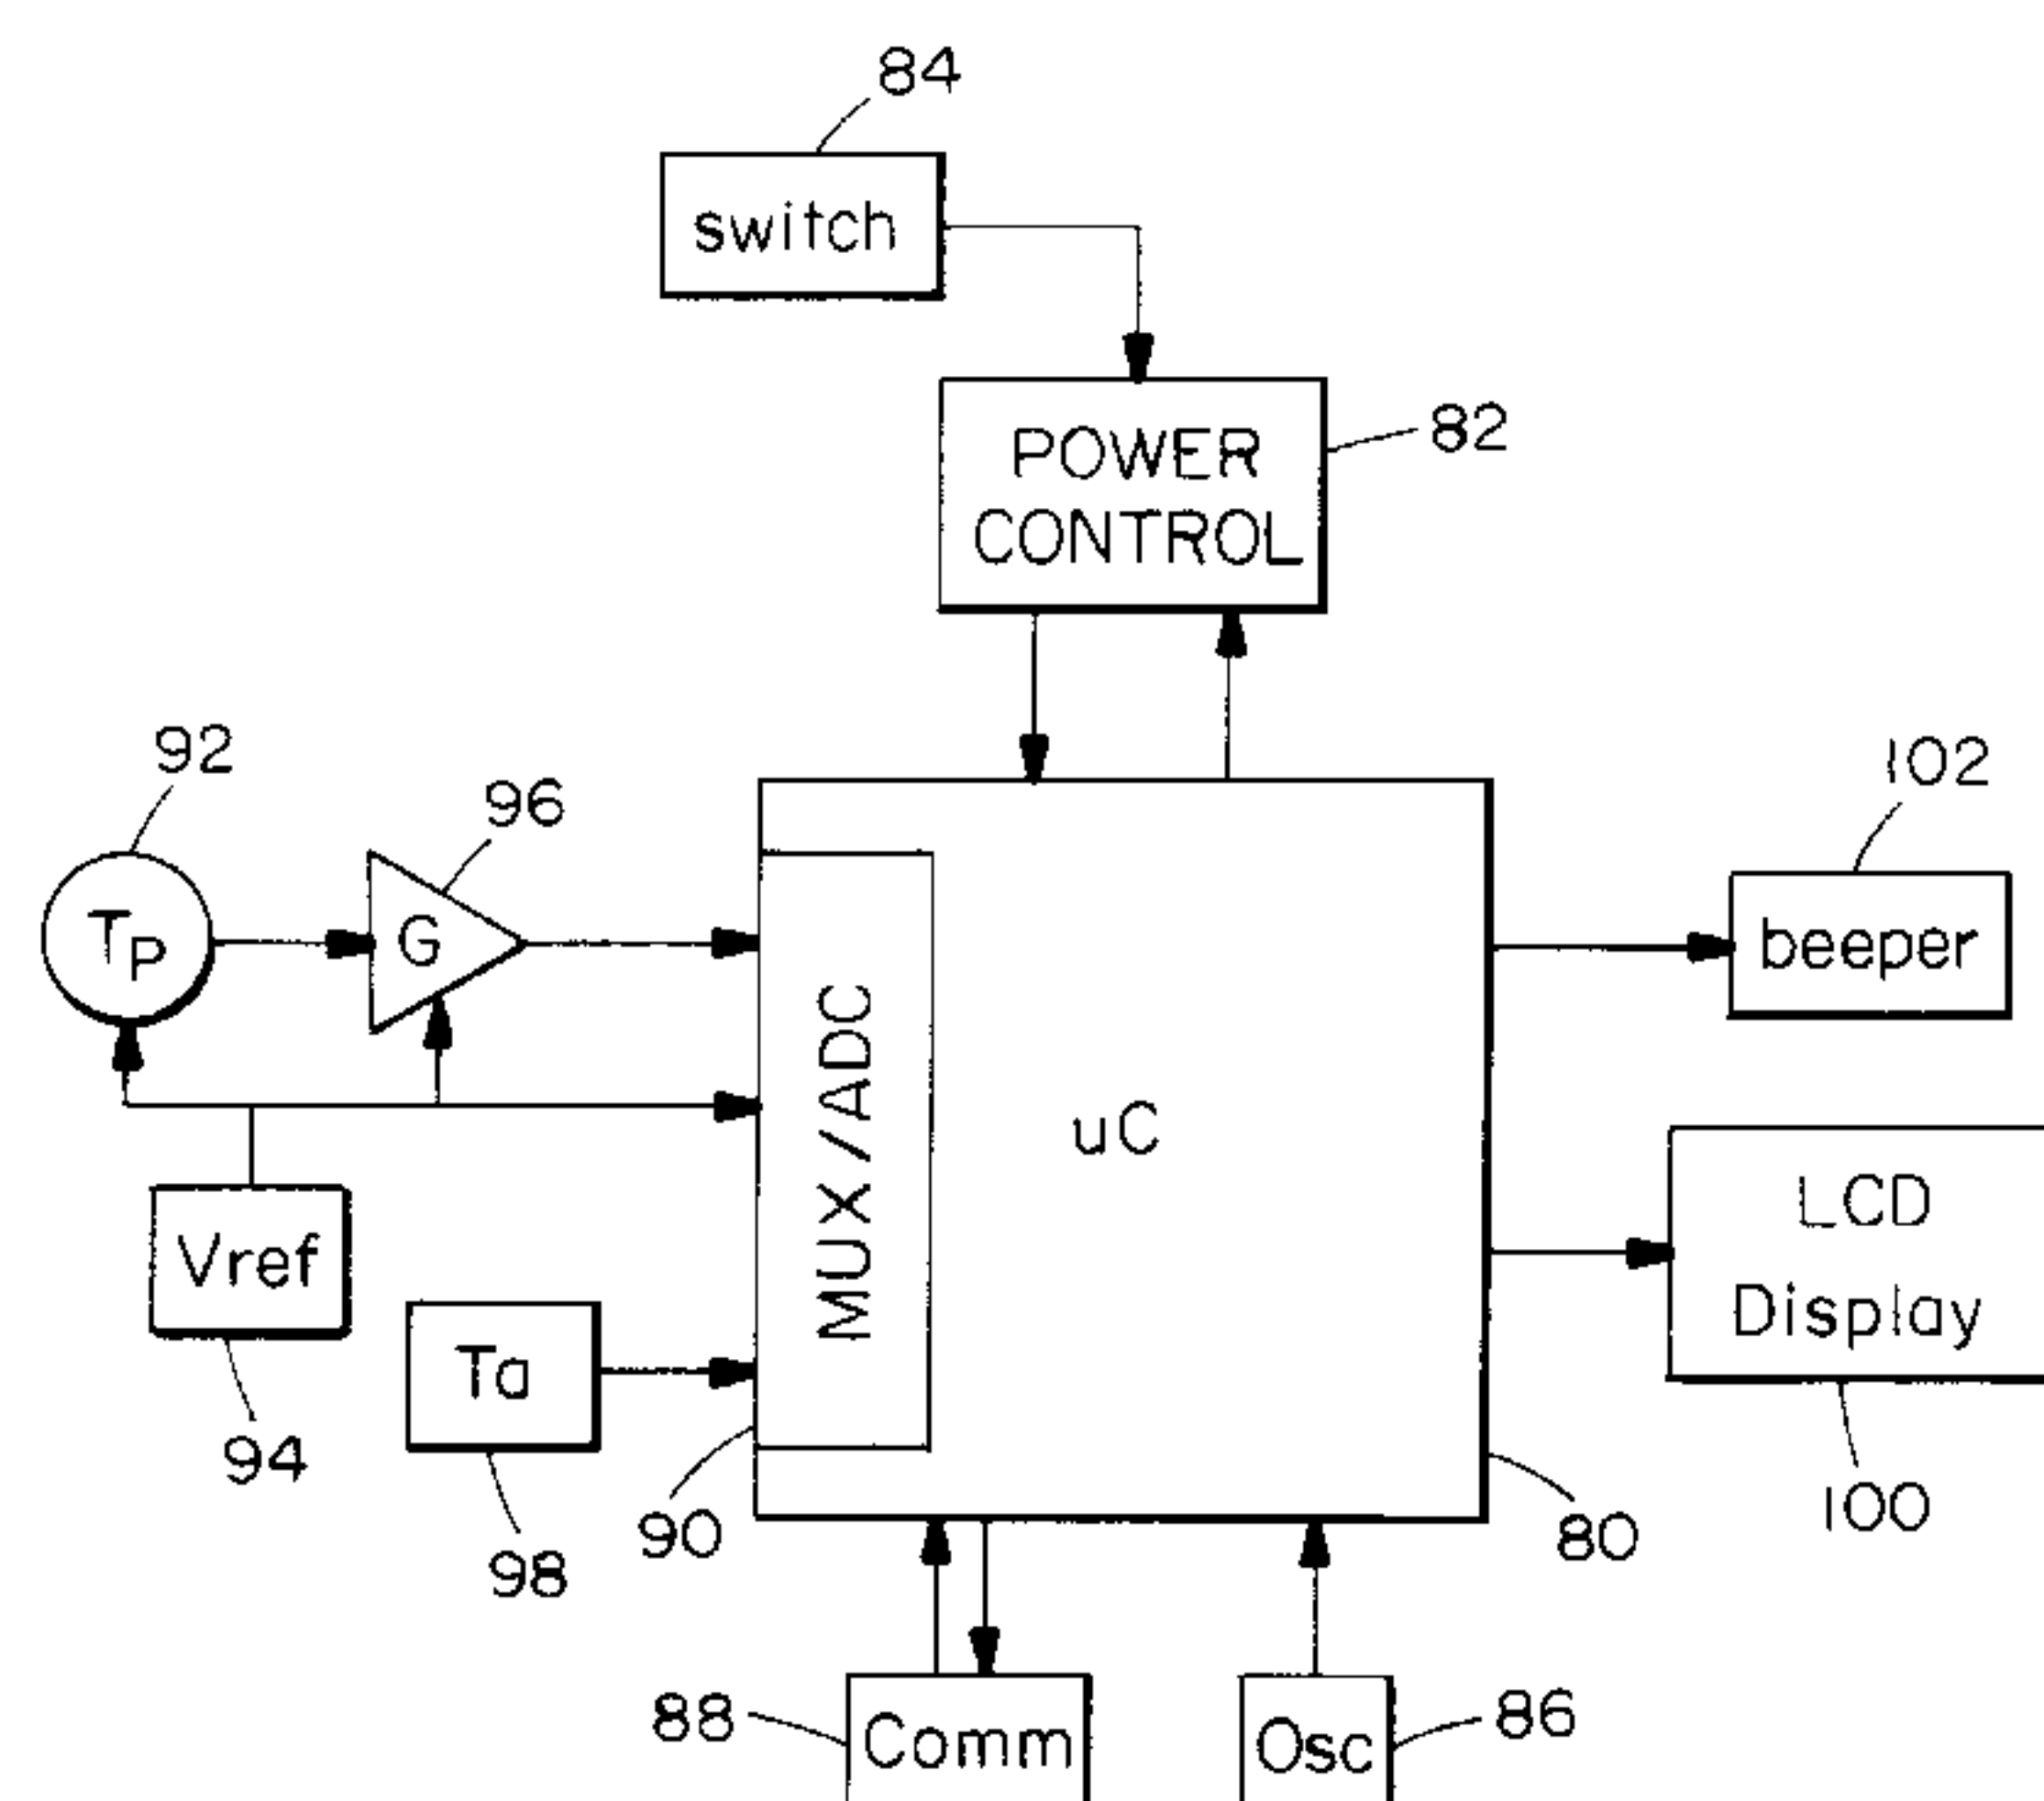 84
switch
POWER
CONTROL
82
92
96
102
TP
G
beeper
MUX/ADC
uC
Vref
LCD
Display
Ta
94
90
80
100
98
88
Comm
Osc
86